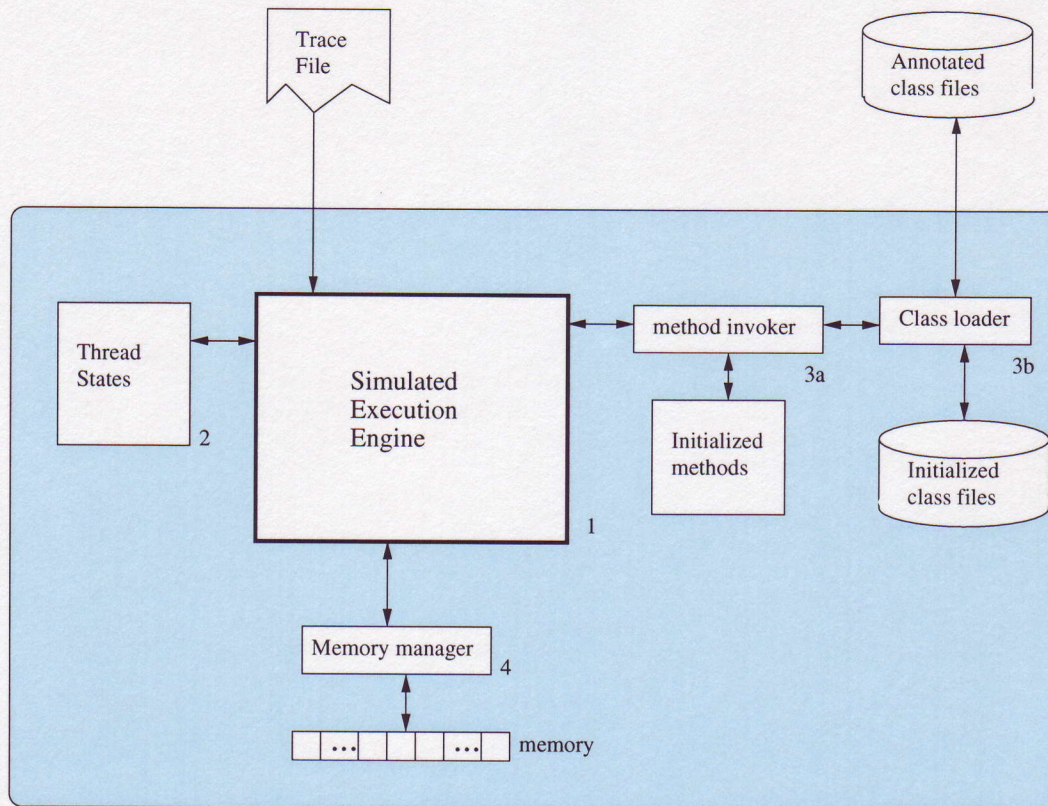 Trace
File
Annotated
class files
Thread
States
2
Simulated
Execution
Engine
1
method invoker
3a
Initialized
methods
Class loader
3b
Initialized
class files
Memory manager
4
...
...
memory